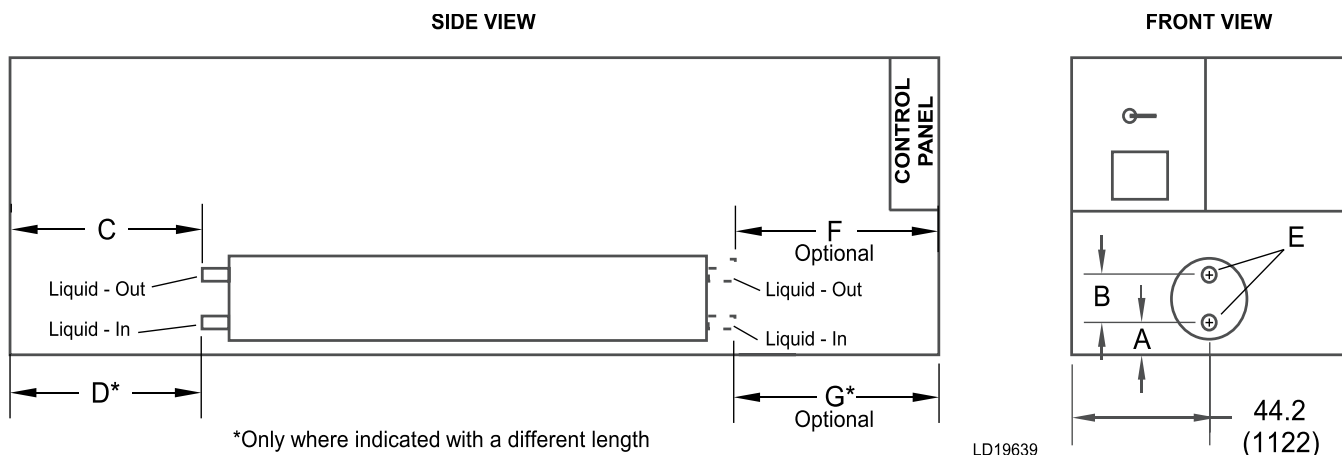 SIDE VIEW
FRONT VIEW
CONTROL
PANEL
C
F
Optional
Liquid - Out
Liquid - In
Liquid - Out
Liquid - In
D*
G*
Optional
*Only where indicated with a different length
E
B
A
44.2
(1122)
LD19639